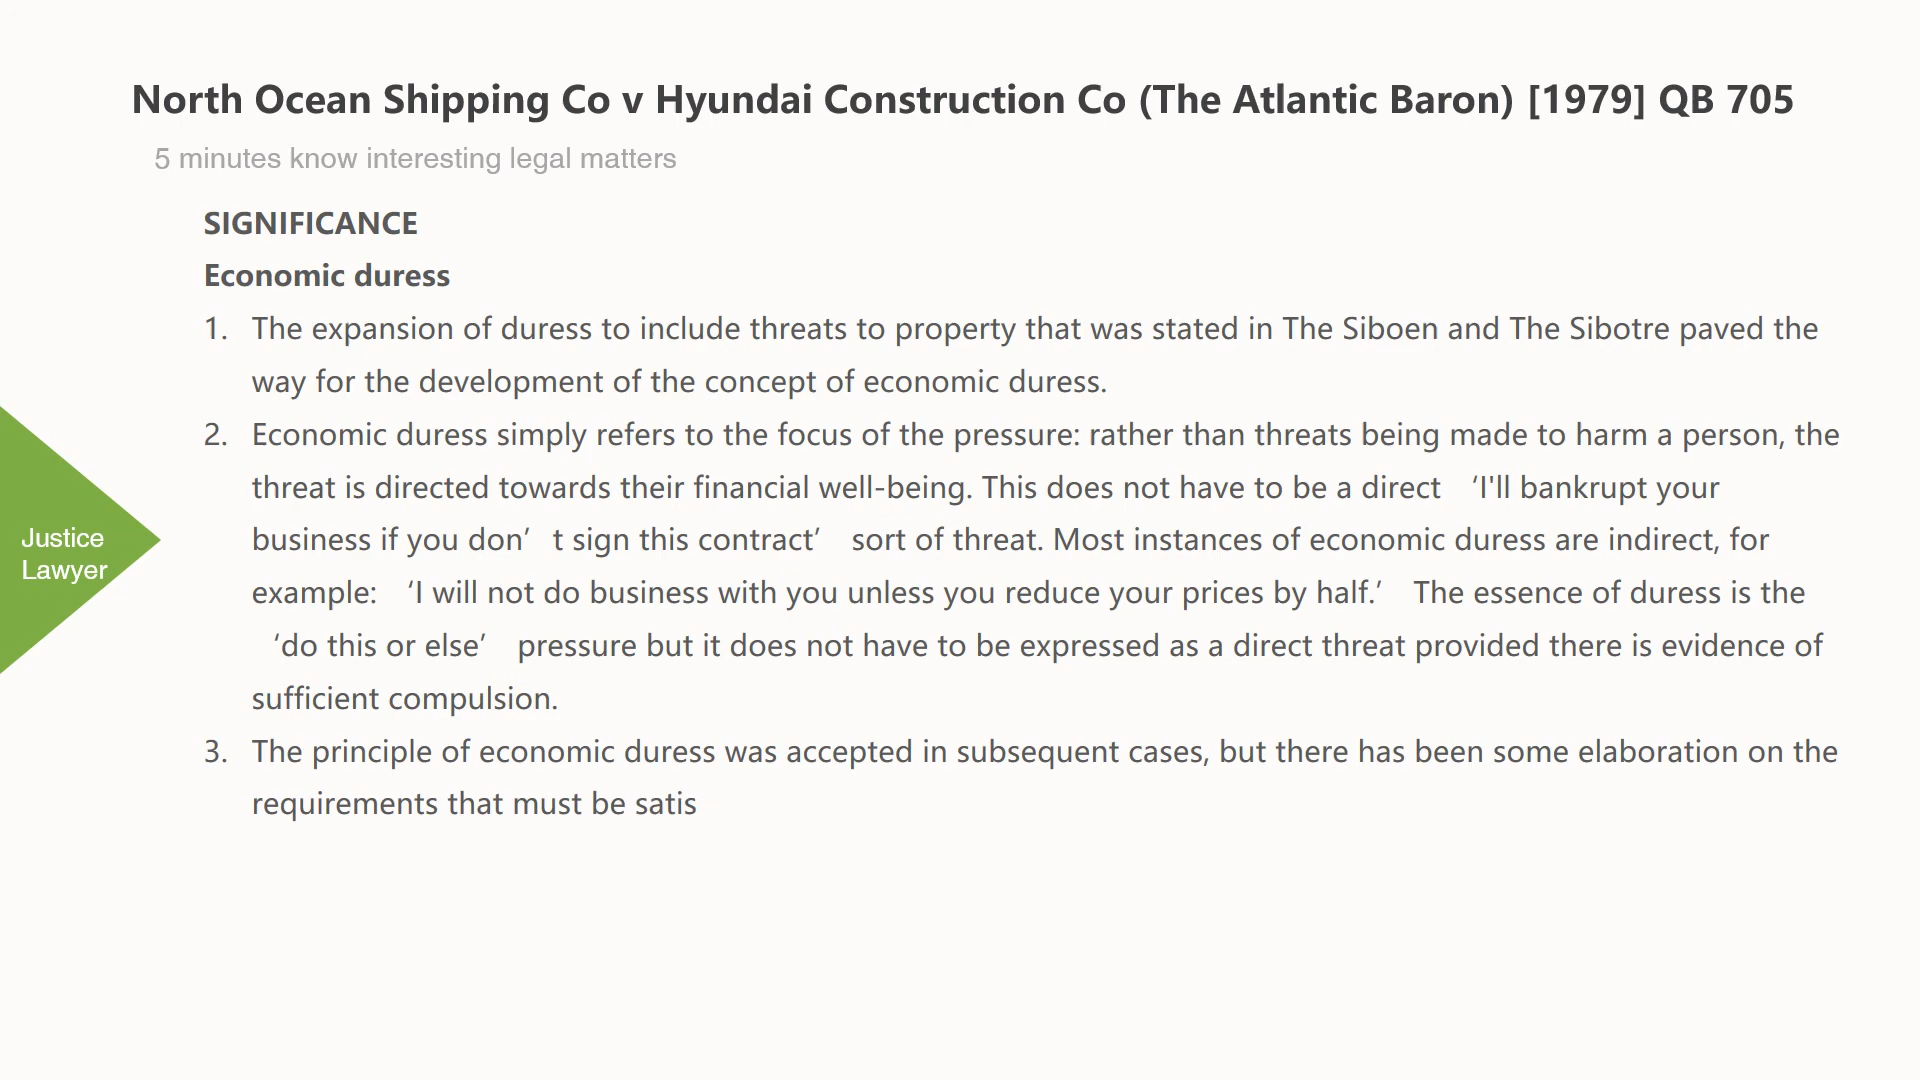 North Ocean Shipping Co v Hyundai Construction Co (The Atlantic Baron) [1979] QB 705
5 minutes know interesting legal matters
SIGNIFICANCE
Economic duress
1. The expansion of duress to include threats to property that was stated in The Siboen and The Sibotre paved the
way for the development of the concept of economic duress.
2. Economic duress simply refers to the focus of the pressure: rather than threats being made to harm a person, the
threat is directed towards their financial well-being. This does not have to be a direct ‘I'll bankrupt your
business if you don’ t sign this contract’ sort of threat. Most instances of economic duress are indirect, for
example: ‘I will not do business with you unless you reduce your prices by half.’ The essence of duress is the
‘do this or else’ pressure but it does not have to be expressed as a direct threat provided there is evidence of
sufficient compulsion.
3. The principle of economic duress was accepted in subsequent cases, but there has been some elaboration on the
requirements that must be satis
Justice
Lawyer